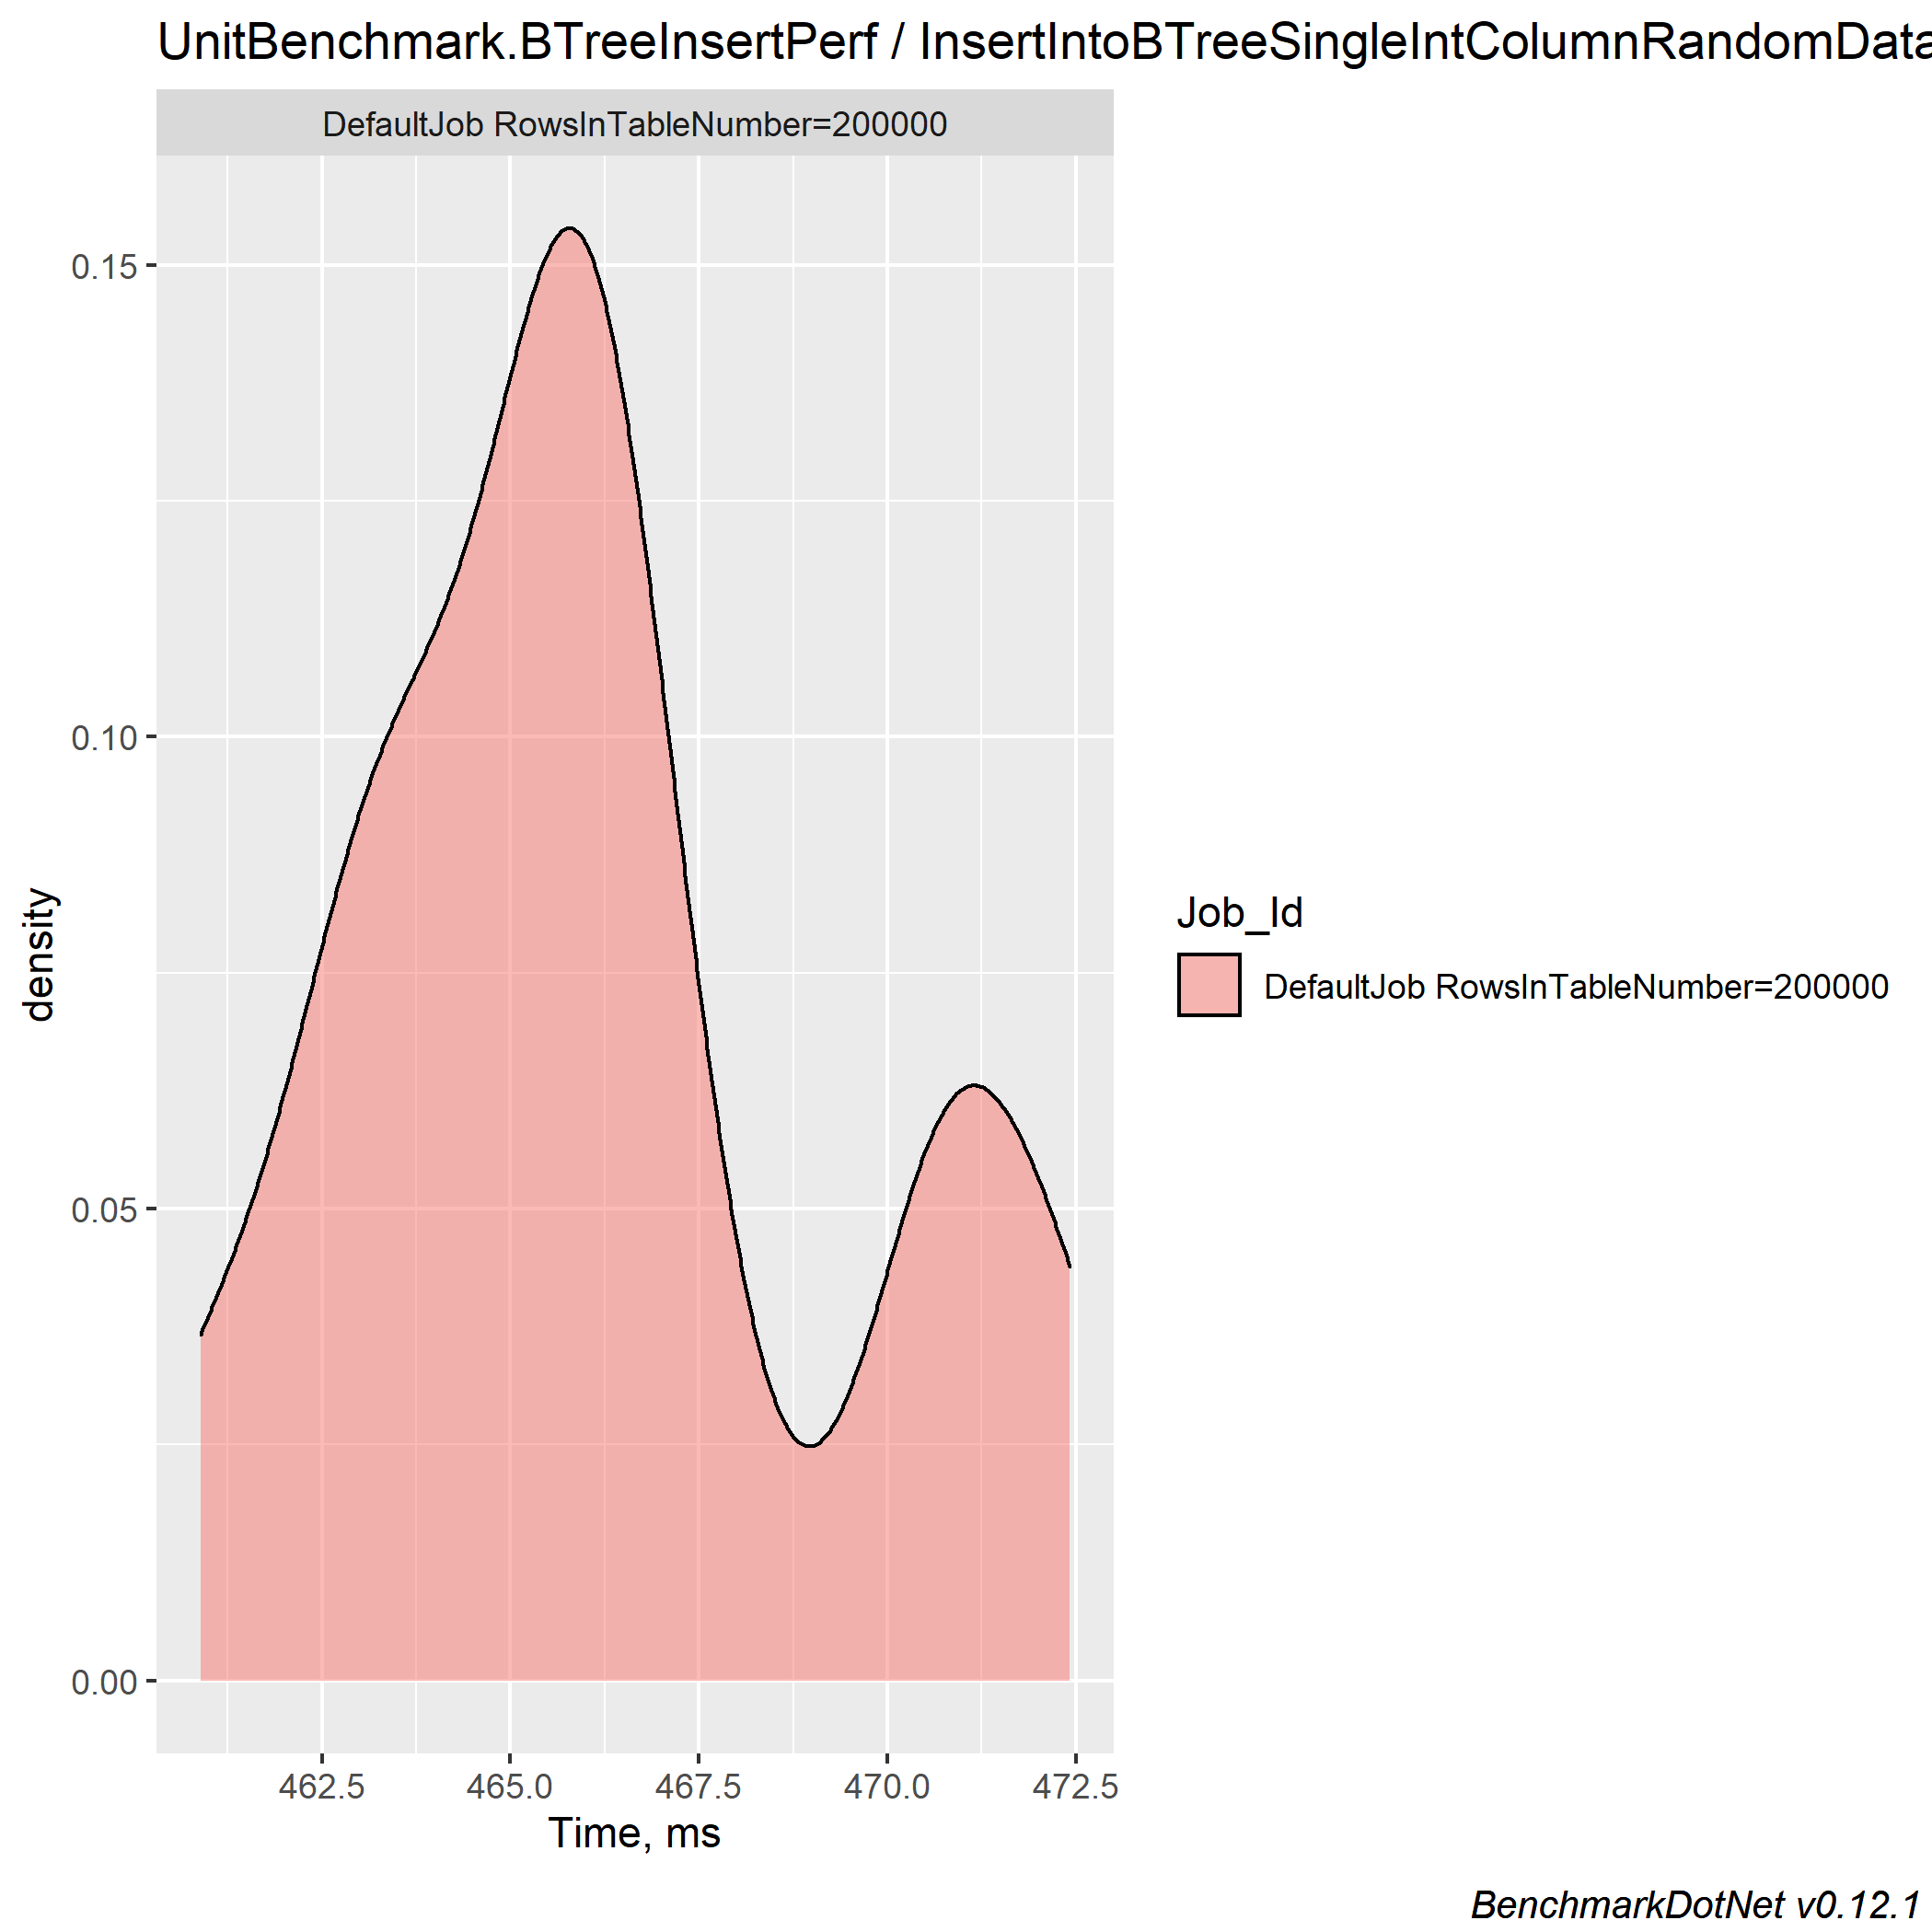 UnitBenchmark.BTreeInsertPerf / InsertIntoBTreeSingleIntColumnRandomData
DefaultJob RowsInTableNumber=200000
0.15
0.10
0.05
0.00
density
462.5 465.0 467.5 470.0 472.5
Time, ms
Job_Id
DefaultJob RowsInTableNumber=200000
BenchmarkDotNet v0.12.1